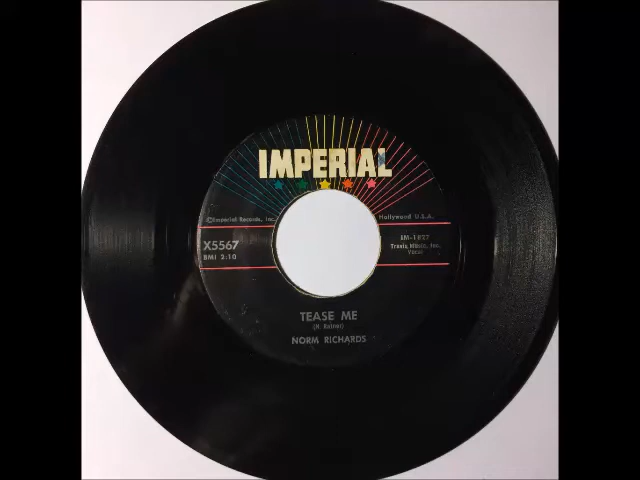 IMPERIAL
©Imperial Records, Inc.
Hollywood U.S.A.
X5567
BMI 2:10
IM-1827
Travis Music, Inc.
Vocal
TEASE ME
NORM RICHARDS